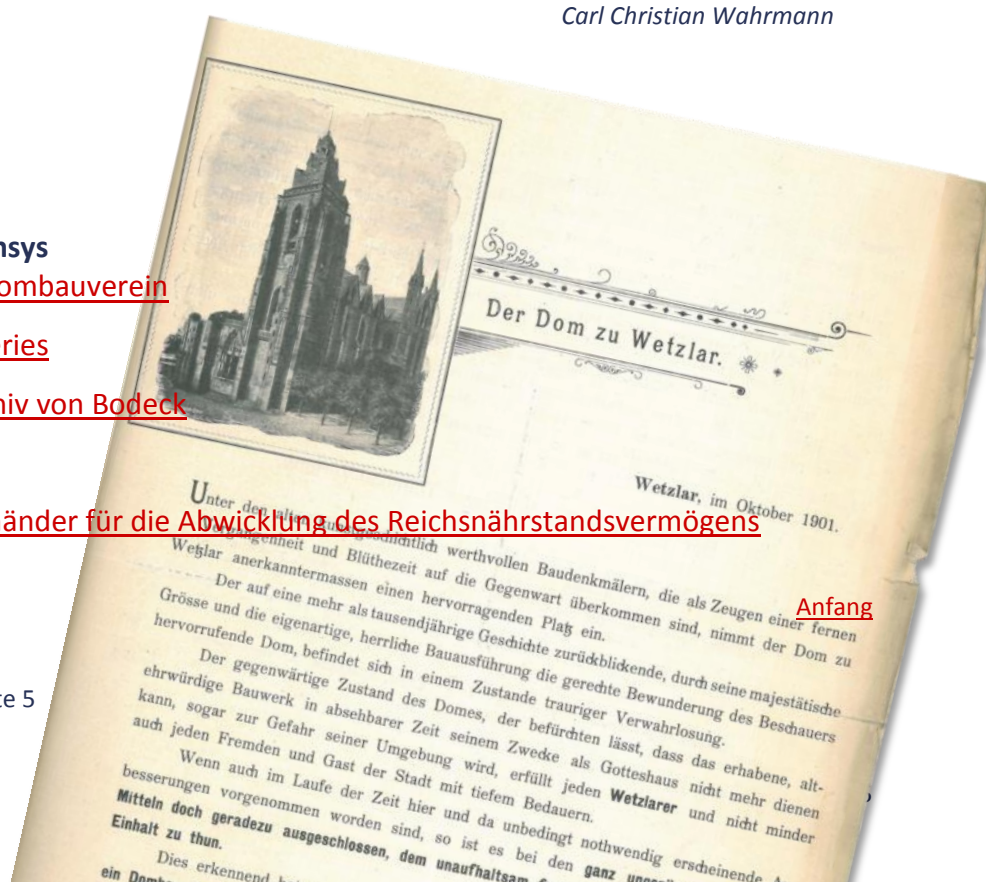 Carl Christian Wahrmann
nsys
ombauverein
eries
hiv von Bodeck
händer für die Abwicklung des Reichsnährstandsvermögens
Anfang
te 5
Der Dom zu Wetzlar.
Wetzlar, im Oktober 1901.
Unter den alten, kunstgeschichtlich werthvollen Baudenkmälern, die als Zeugen einer fernen
Vergangenheit und Blüthezeit auf die Gegenwart überkommen sind, nimmt der Dom zu
Wetzlar anerkanntermassen einen hervorragenden Platz ein.
Der auf eine mehr als tausendjährige Geschichte zurückblickende, durch seine majestätische
Grösse und die eigenartige, herrliche Bauausführung die gerechte Bewunderung des Beschauers
hervorrufende Dom, befindet sich in einem Zustande trauriger Verwahrlosung.
Der gegenwärtige Zustand des Domes, der befürchten lässt, dass das erhabene, alt-
ehrwürdige Bauwerk in absehbarer Zeit seinem Zwecke als Gotteshaus nicht mehr dienen
kann, sogar zur Gefahr seiner Umgebung wird, erfüllt jeden Wetzlarer und nicht minder
auch jeden Fremden und Gast der Stadt mit tiefem Bedauern.
Wenn auch im Laufe der Zeit hier und da unbedingt nothwendig erscheinende
besserungen vorgenommen worden sind, so ist es bei den ganz
Mitteln doch geradezu ausgeschlossen, dem unaufhaltsam
Einhalt zu thun.
Dies erkennend
ein